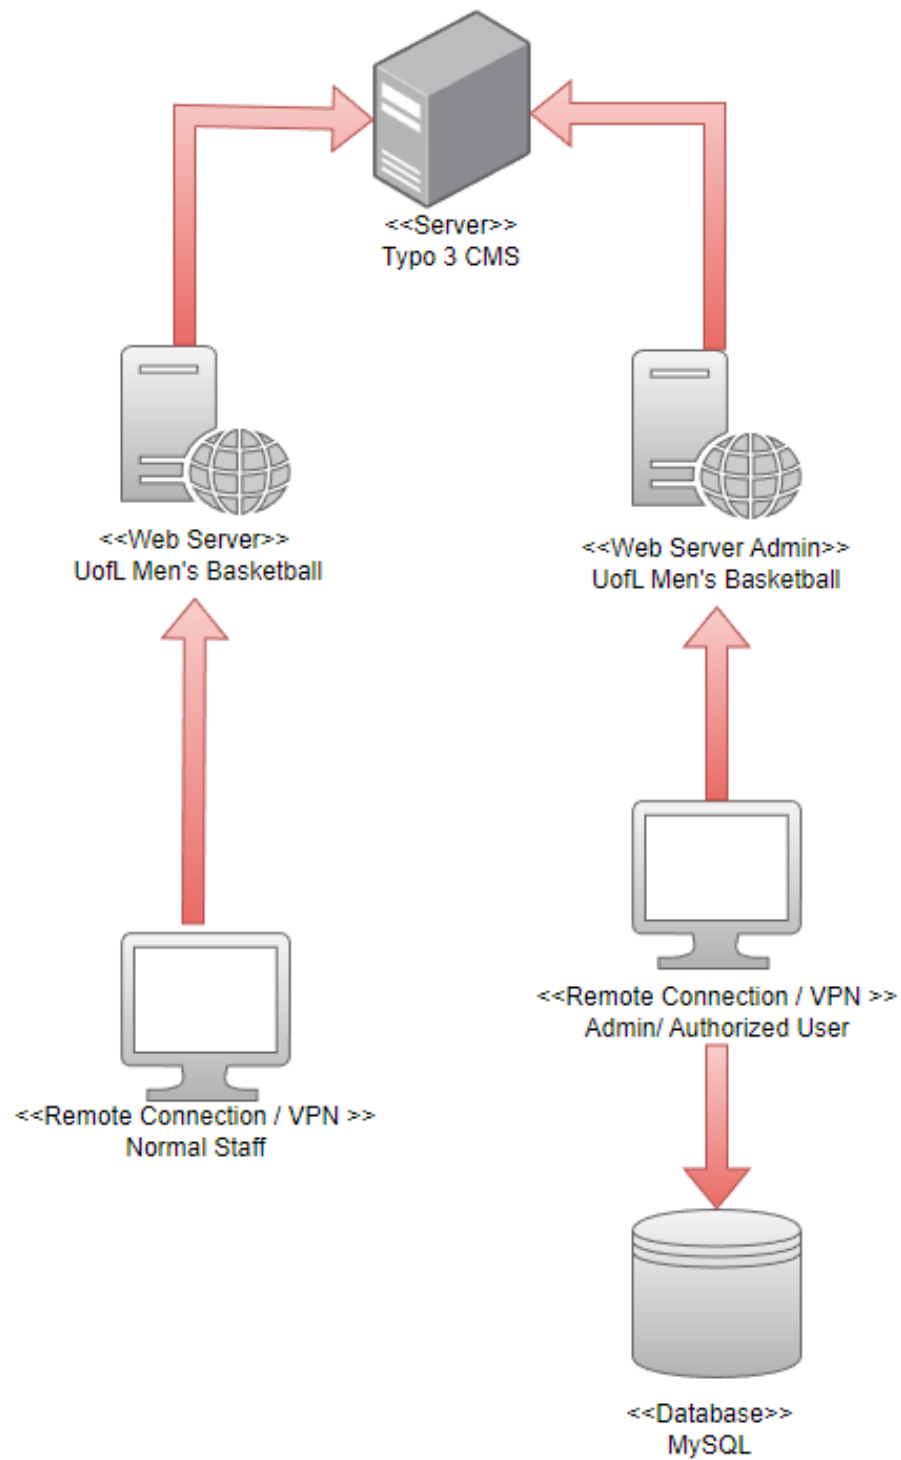 <<Server>>
Typo 3 CMS
<<Web Server>>
UofL Men's Basketball
<<Web Server Admin>>
UofL Men's Basketball
<<Remote Connection / VPN >>
Admin/ Authorized User
<<Remote Connection / VPN >>
Normal Staff
<<Database>>
MySQL